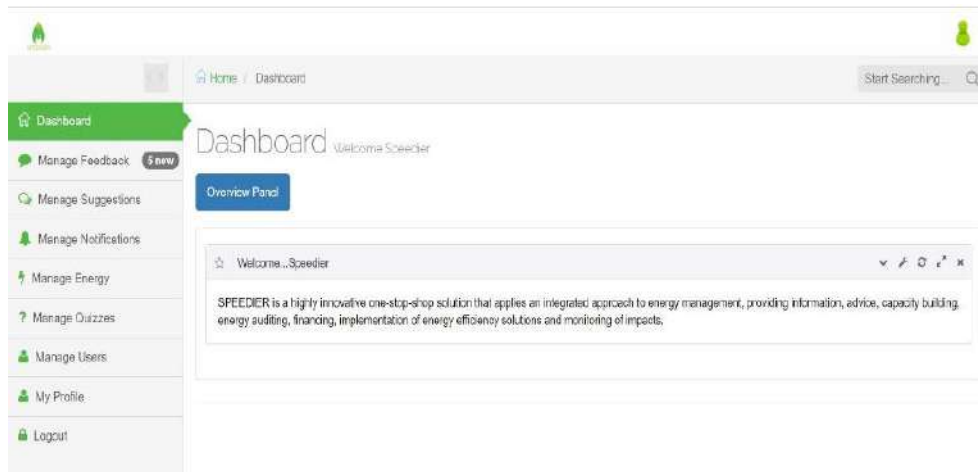 Home / Dashboard
Start Searching...
Dashboard
Manage Feedback 5 new
Manage Suggestions
Manage Notifications
Manage Energy
Manage Quizzes
Manage Users
My Profile
Logout
Dashboard Welcome Speedier
Overview Panel
Welcome...Speedier
SPEEDIER is a highly innovative one-stop-shop solution that applies an integrated approach to energy management, providing information, advice, capacity building,
energy auditing, financing, implementation of energy efficiency solutions and monitoring of impacts.